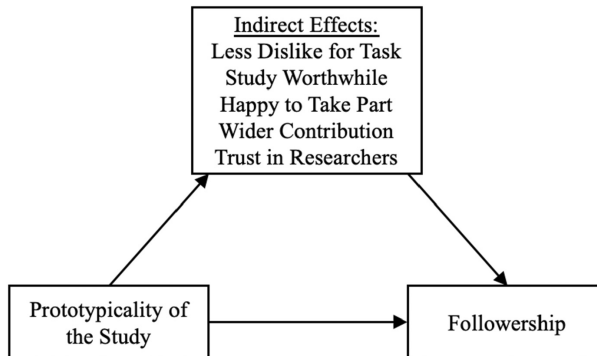 Indirect Effects:
Less Dislike for Task
Study Worthwhile
Happy to Take Part
Wider Contribution
Trust in Researchers
Prototypicality of
the Study
Followership